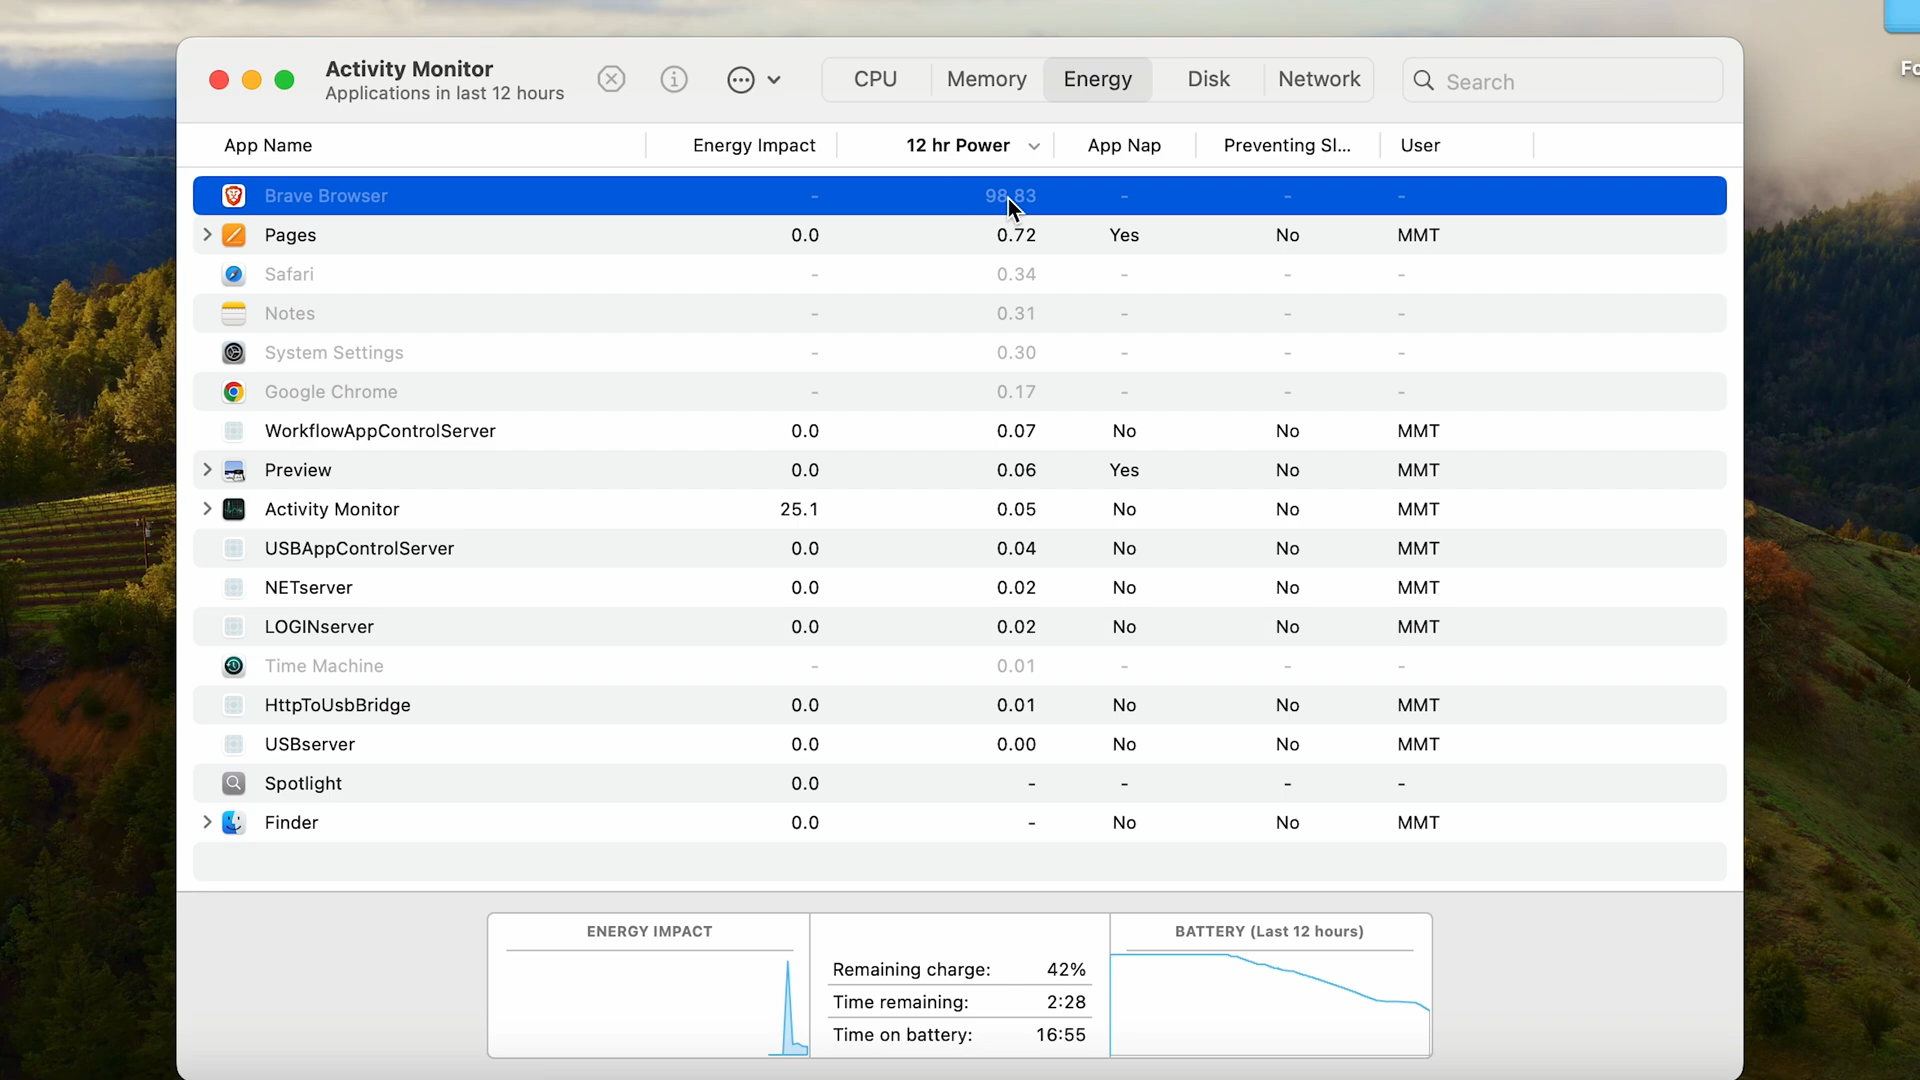 Activity Monitor
Applications in last 12 hours
CPU Memory Energy Disk Network Search
Fo
App Name Energy Impact 12 hr Power App Nap Preventing Sl... User
Brave Browser - 98.83 - - -
Pages 0.0 0.72 Yes No MMT
Safari - 0.34 - - -
Notes - 0.31 - - -
System Settings - 0.30 - - -
Google Chrome - 0.17 - - -
WorkflowAppControlServer 0.0 0.07 No No MMT
Preview 0.0 0.06 Yes No MMT
Activity Monitor 25.1 0.05 No No MMT
USBAppControlServer 0.0 0.04 No No MMT
NETserver 0.0 0.02 No No MMT
LOGINserver 0.0 0.02 No No MMT
Time Machine - 0.01 - - -
HttpToUsbBridge 0.0 0.01 No No MMT
USBserver 0.0 0.00 No No MMT
Spotlight 0.0 - - - -
Finder 0.0 - No No MMT
ENERGY IMPACT
Remaining charge: 42%
Time remaining: 2:28
Time on battery: 16:55
BATTERY (Last 12 hours)